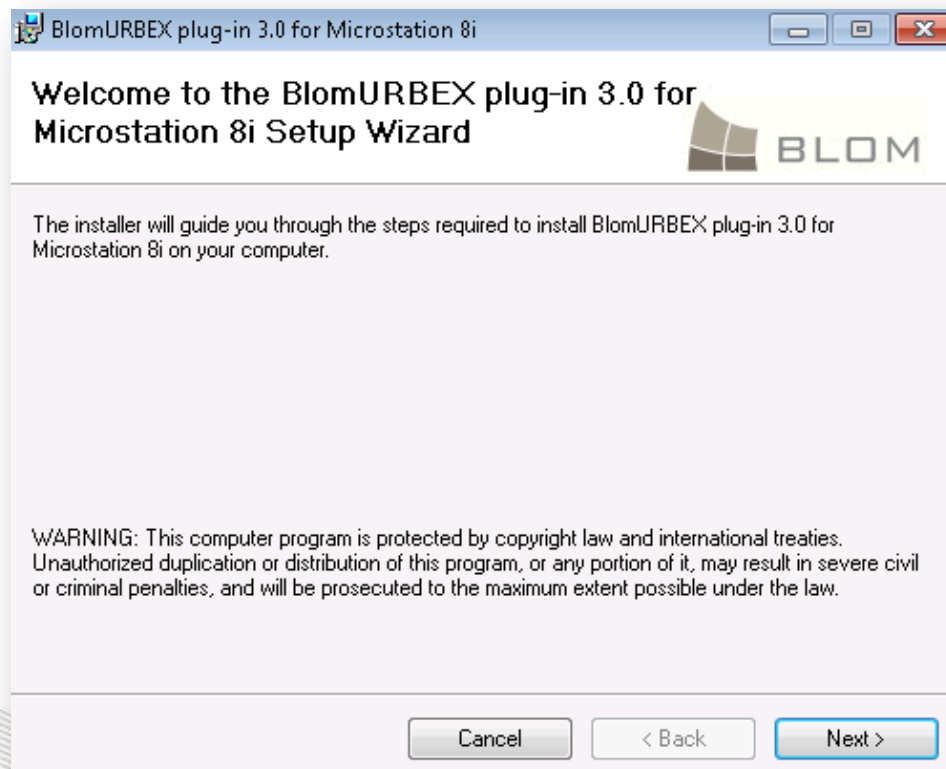 BlomURBEX plug-in 3.0 for Microstation 8i
Welcome to the BlomURBEX plug-in 3.0 for
Microstation 8i Setup Wizard
BLOM
The installer will guide you through the steps required to install BlomURBEX plug-in 3.0 for
Microstation 8i on your computer.
WARNING: This computer program is protected by copyright law and international treaties.
Unauthorized duplication or distribution of this program, or any portion of it, may result in severe civil
or criminal penalties, and will be prosecuted to the maximum extent possible under the law.
Cancel
< Back
Next >